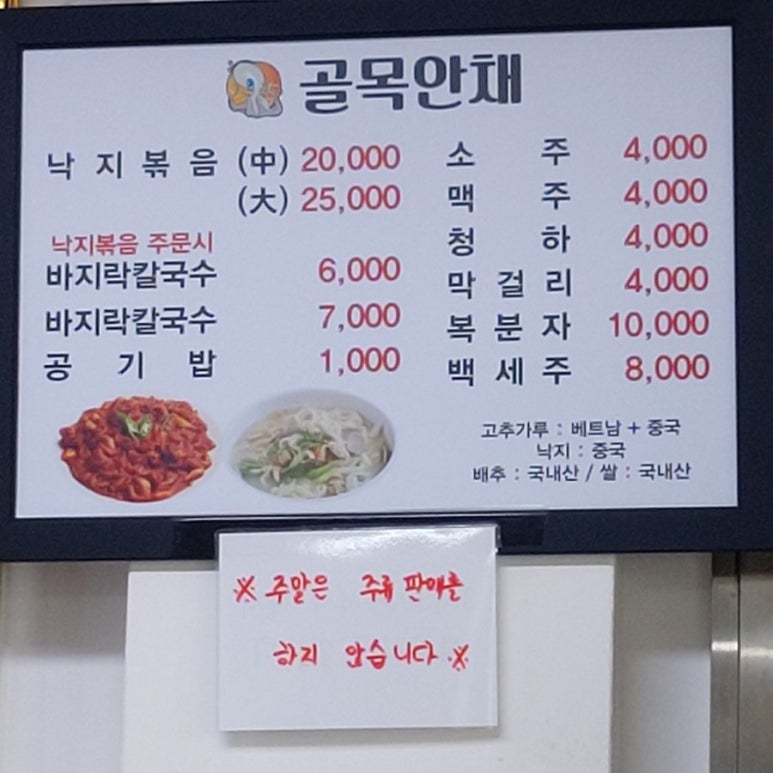 골목안채
낙지볶음 (中) 20,000
(大) 25,000
낙지볶음 주문시
바지락칼국수 6,000
바지락칼국수 7,000
공기밥 1,000
소주 4,000
맥주 4,000
청하 4,000
막걸리 4,000
복분자 10,000
백세주 8,000
고추가루 : 베트남 + 중국
낙지 : 중국
배추 : 국내산 / 쌀 : 국내산
※ 주말은 주류 판매를
하지 않습니다 ※